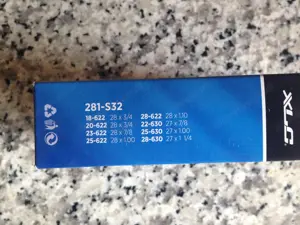 281-S32
18-622 28 x 3/4 28-622 28 x 1.10
20-622 28 x 3/4 22-630 27 x 7/8
23-622 28 x 7/8 25-630 27 x 1.00
25-622 28 x 1.00 28-630 27 x 1 1/4
XLC